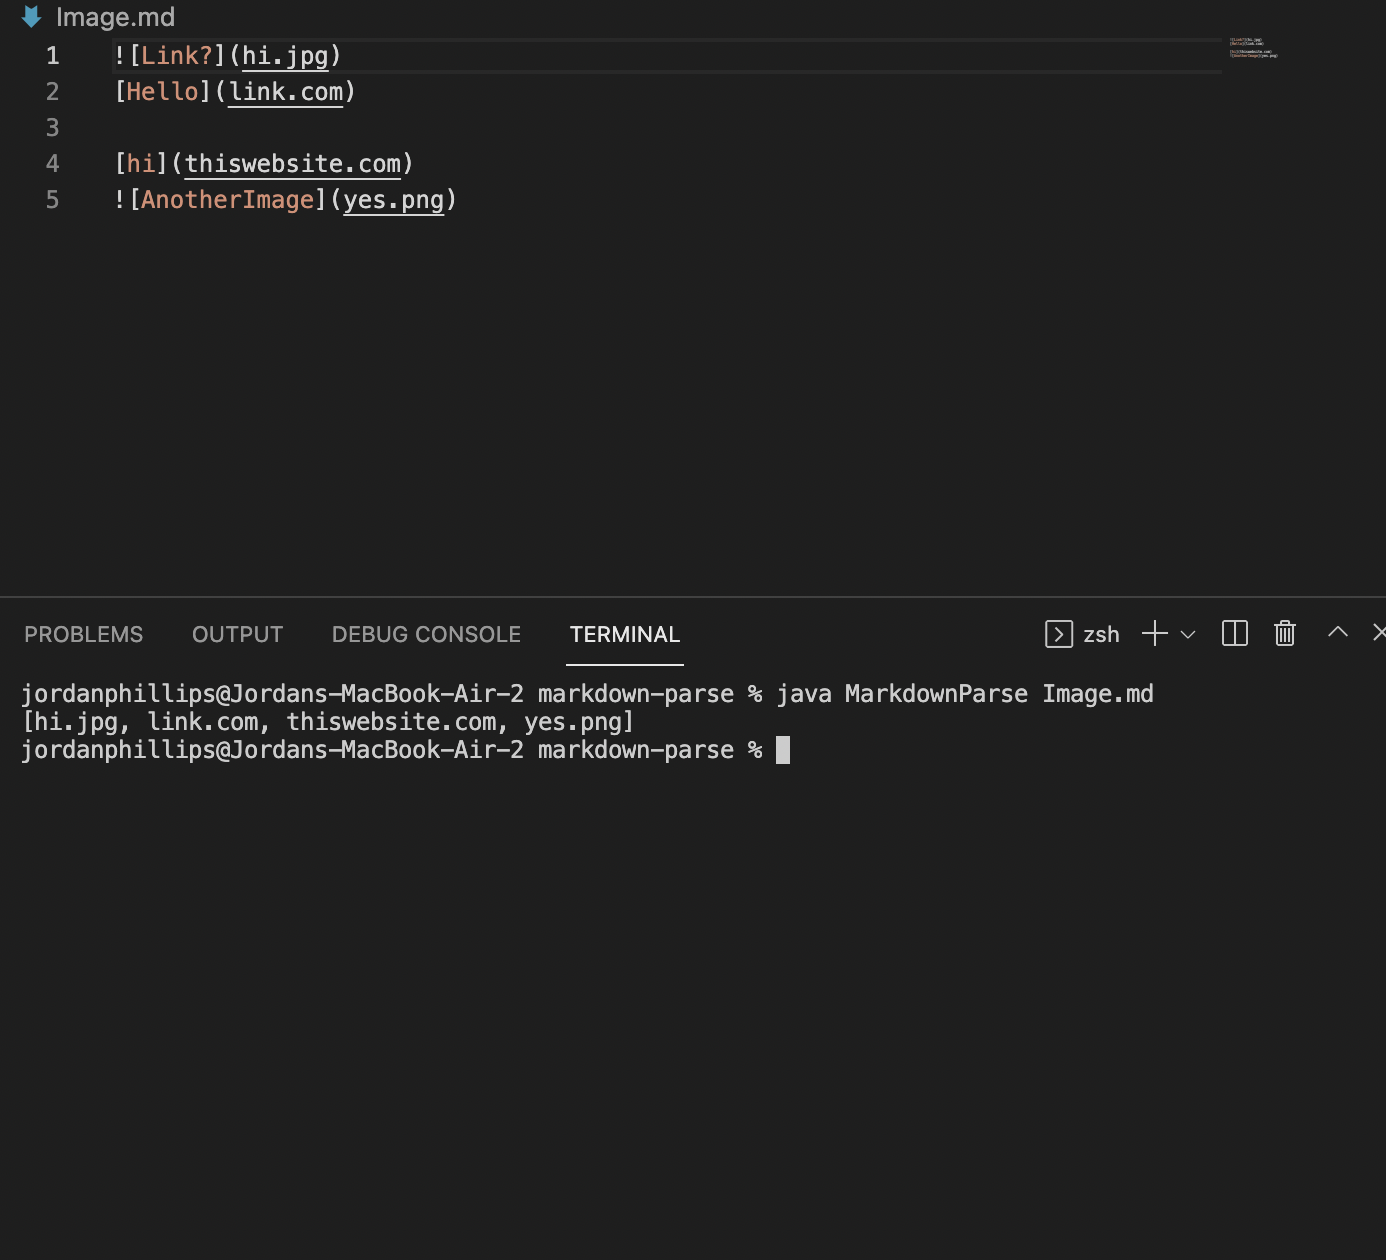 Image.md
1 ![Link?](hi.jpg)
2 [Hello](link.com)
3
4 [hi](thiswebsite.com)
5 ![AnotherImage](yes.png)
PROBLEMS OUTPUT DEBUG CONSOLE TERMINAL zsh
jordanphillips@Jordans-MacBook-Air-2 markdown-parse % java MarkdownParse Image.md
[hi.jpg, link.com, thiswebsite.com, yes.png]
jordanphillips@Jordans-MacBook-Air-2 markdown-parse %